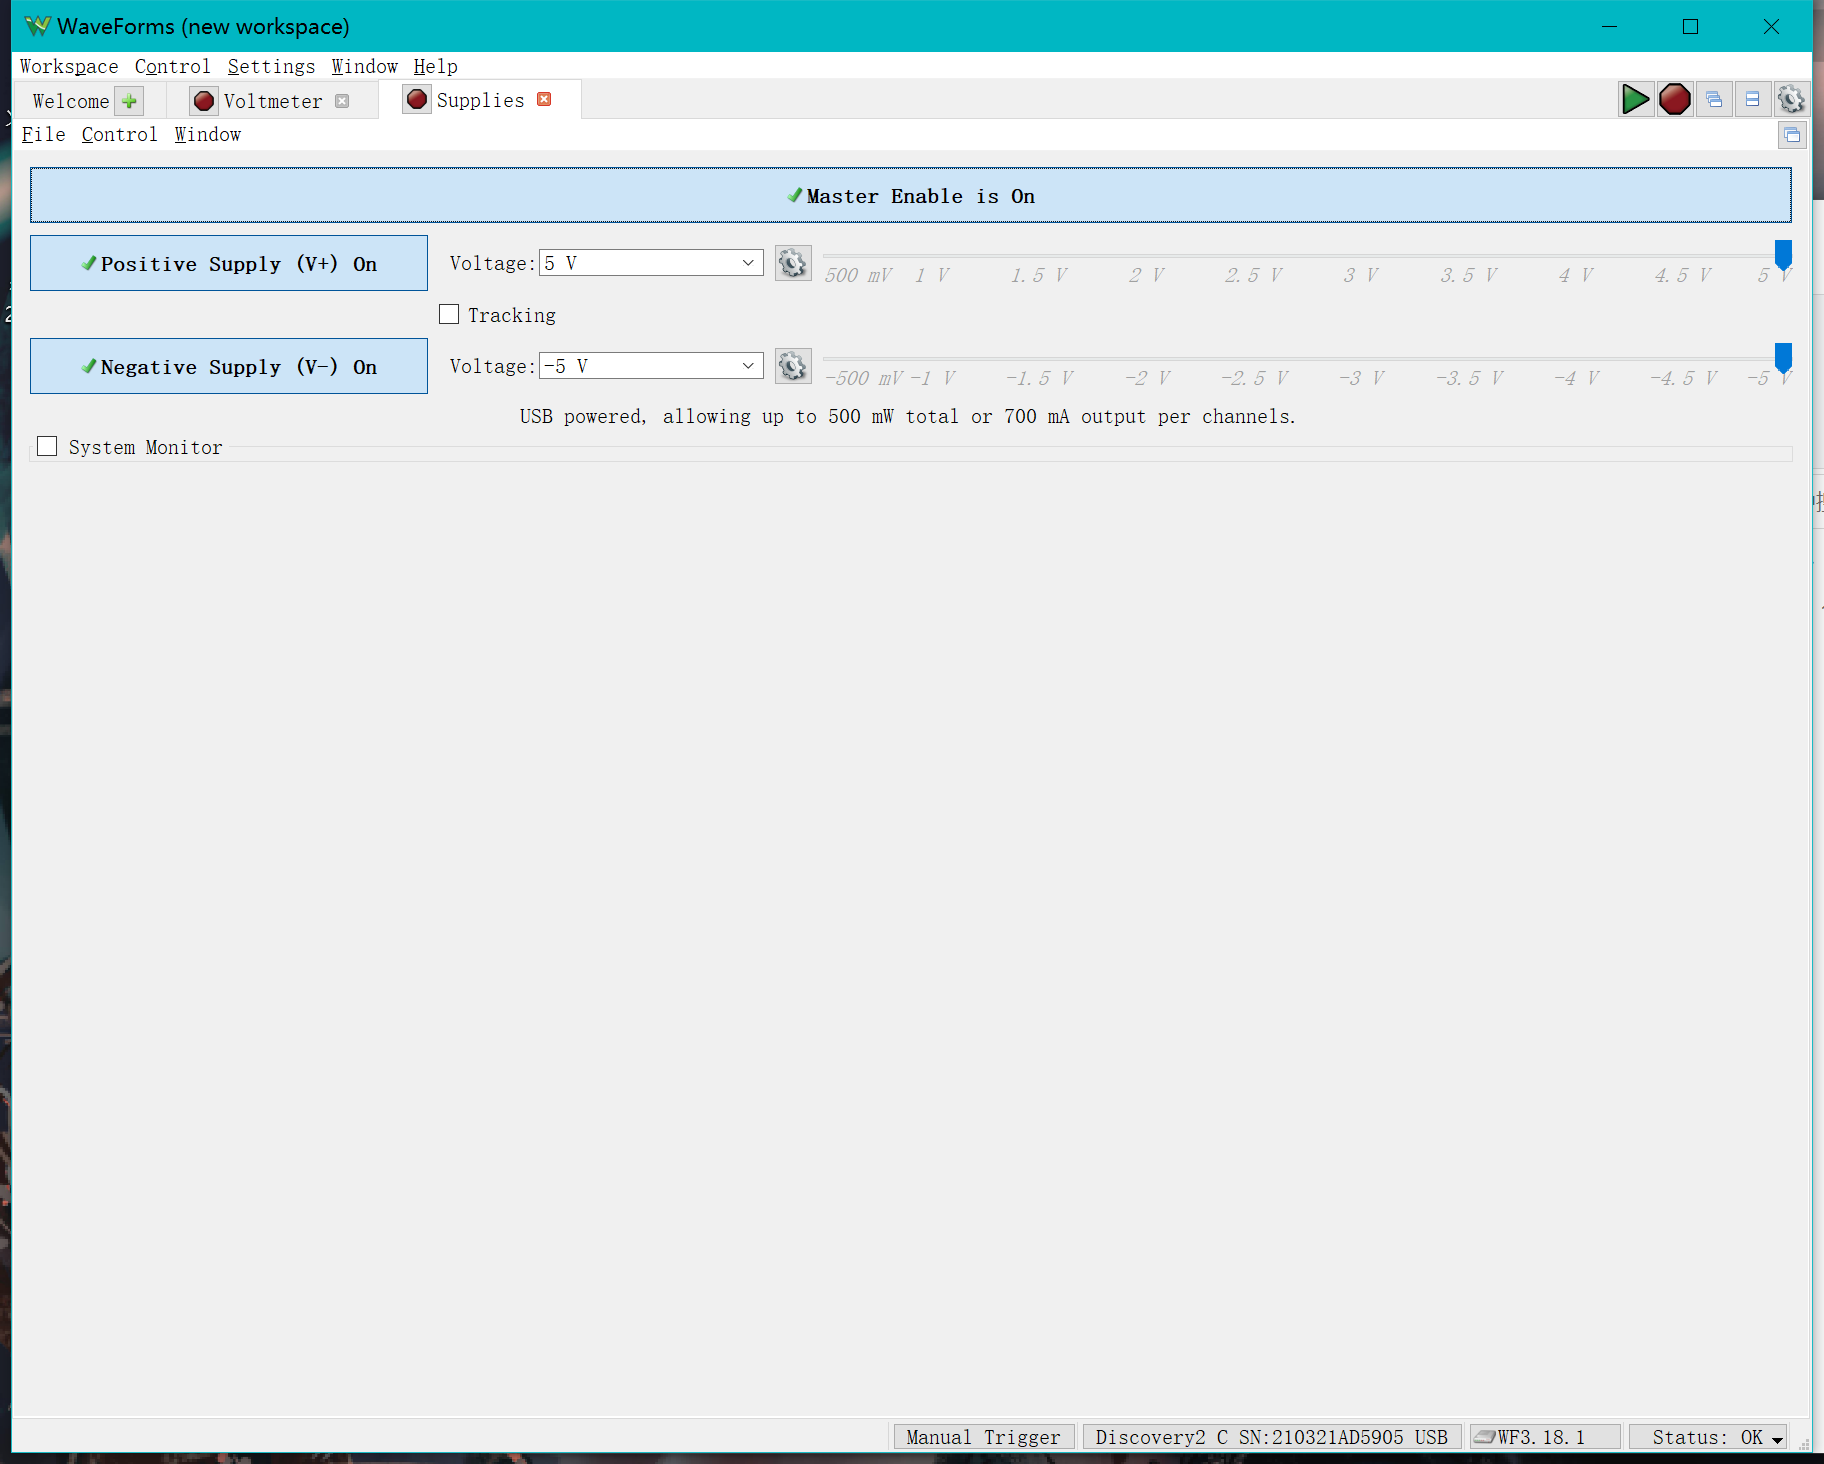 WaveForms (new workspace)
Workspace Control Settings Window Help
Welcome Voltmeter Supplies
File Control Window
Master Enable is On
Positive Supply (V+) On Voltage: 5 V
500 mV 1 V 1.5 V 2 V 2.5 V 3 V 3.5 V 4 V 4.5 V 5 V
Tracking
Negative Supply (V-) On Voltage: -5 V
-500 mV -1 V -1.5 V -2 V -2.5 V -3 V -3.5 V -4 V -4.5 V -5 V
USB powered, allowing up to 500 mW total or 700 mA output per channels.
System Monitor
Manual Trigger Discovery2 C SN:210321AD5905 USB WF3.18.1 Status: OK